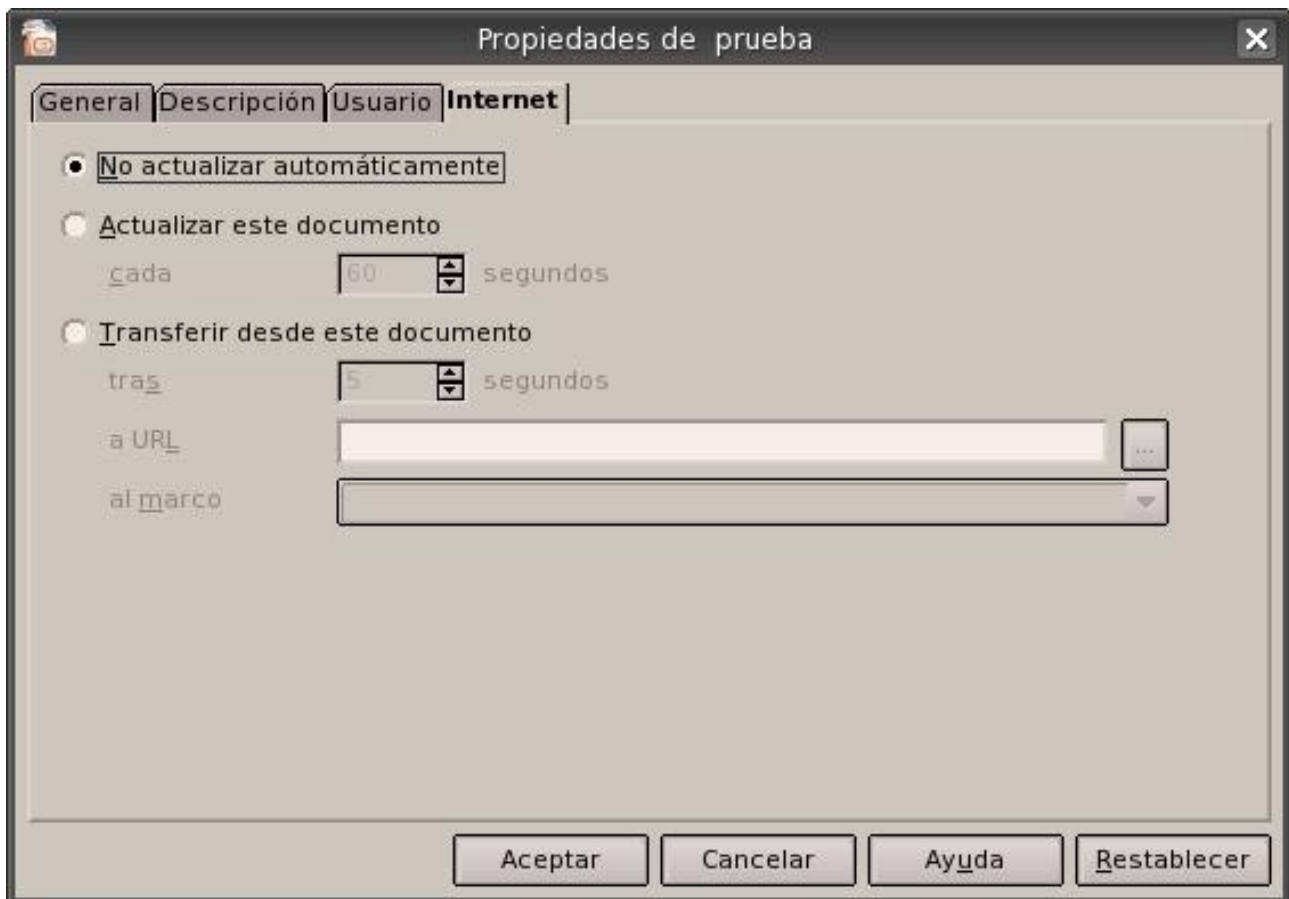 Propiedades de prueba
General Descripción Usuario Internet
No actualizar automáticamente
Actualizar este documento
cada 60 segundos
Transferir desde este documento
tras 5 segundos
a URL ...
al marco
Aceptar Cancelar Ayuda Restablecer